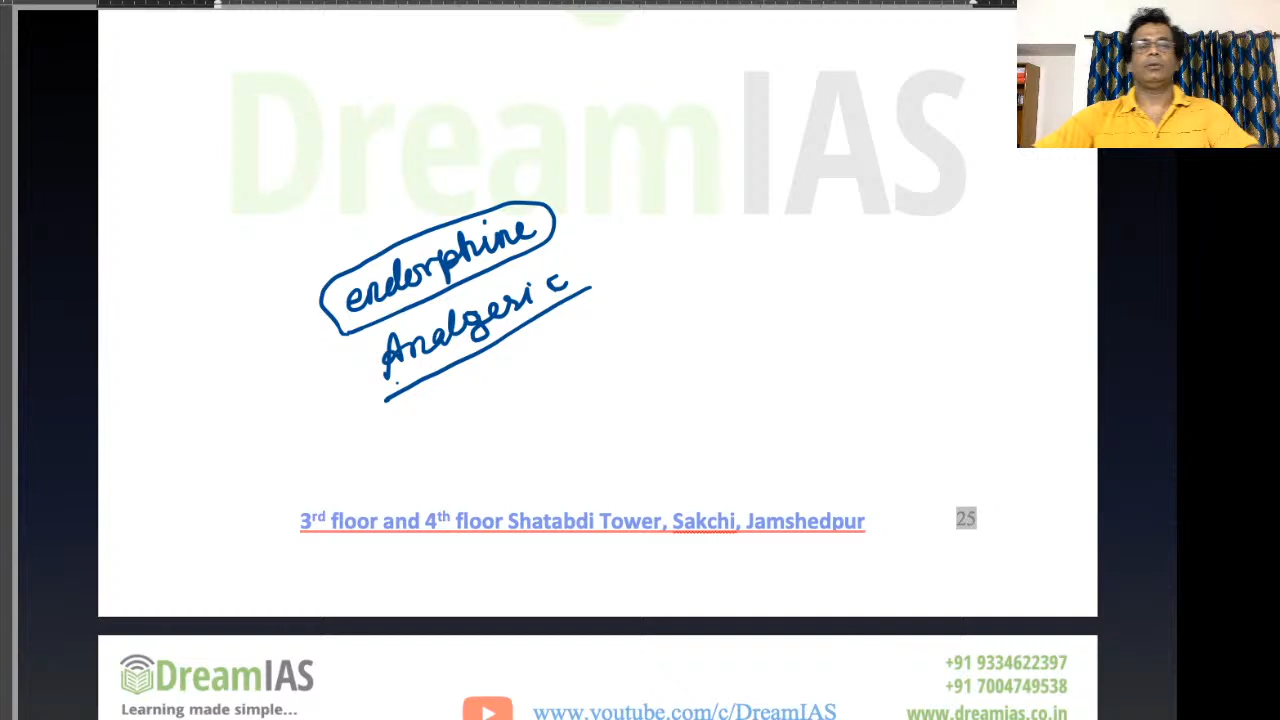 DreamIAS
endorphine
Analgesic
3rd floor and 4th floor Shatabdi Tower, Sakchi, Jamshedpur
25
DreamIAS
Learning made simple...
www.youtube.com/c/DreamIAS
+91 9334622397
+91 7004749538
www.dreamias.co.in